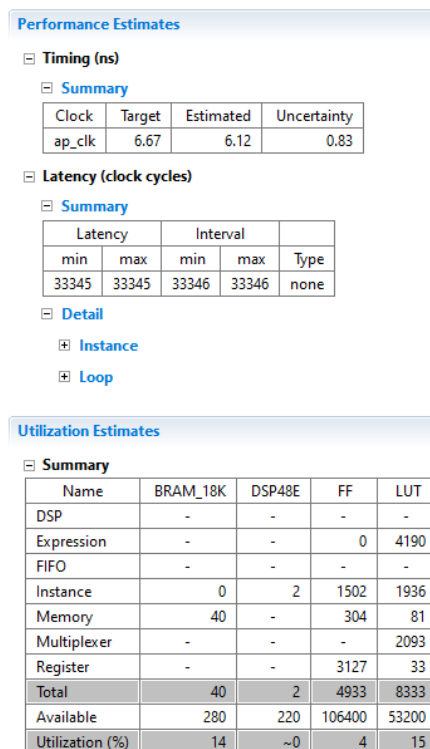 Performance Estimates
Timing (ns)
Summary
Clock Target Estimated Uncertainty
ap_clk 6.67 6.12 0.83
Latency (clock cycles)
Summary
Latency Interval
min max min max Type
33345 33345 33346 33346 none
Detail
Instance
Loop
Utilization Estimates
Summary
Name BRAM_18K DSP48E FF LUT
DSP - - - -
Expression - - 0 4190
FIFO - - - -
Instance 0 2 1502 1936
Memory 40 - 304 81
Multiplexer - - - 2093
Register - - 3127 33
Total 40 2 4933 8333
Available 280 220 106400 53200
Utilization (%) 14 ~0 4 15